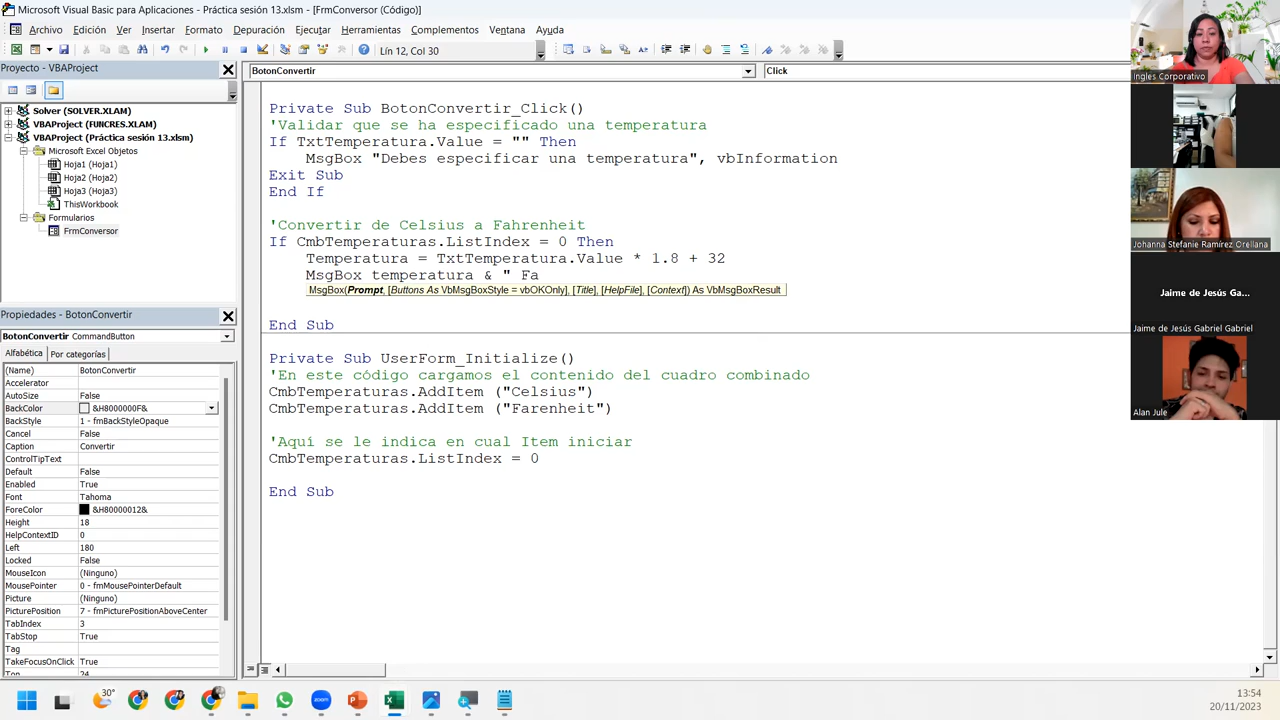 Microsoft Visual Basic para Aplicaciones - Práctica sesión 13.xlsm - [FrmConversor (Código)]
Archivo Edición Ver Insertar Formato Depuración Ejecutar Herramientas Complementos Ventana Ayuda
Lín 12, Col 30
Proyecto - VBAProject
Solver (SOLVER.XLAM)
VBAProject (FUNCRES.XLAM)
VBAProject (Práctica sesión 13.xlsm)
Microsoft Excel Objetos
Hoja1 (Hoja1)
Hoja2 (Hoja2)
Hoja3 (Hoja3)
ThisWorkbook
Formularios
FrmConversor
Propiedades - BotonConvertir
BotonConvertir CommandButton
Alfabética Por categorías
(Name) BotonConvertir
Accelerator
AutoSize False
BackColor &H8000000F&
BackStyle 1 - fmBackStyleOpaque
Cancel False
Caption Convertir
ControlTipText
Default False
Enabled True
Font Tahoma
ForeColor &H80000012&
Height 18
HelpContextID 0
Left 180
Locked False
MouseIcon (Ninguno)
MousePointer 0 - fmMousePointerDefault
Picture (Ninguno)
PicturePosition 7 - fmPicturePositionAboveCenter
TabIndex 3
TabStop True
Tag
TakeFocusOnClick True
BotonConvertir Click
Private Sub BotonConvertir_Click()
'Validar que se ha especificado una temperatura
If TxtTemperatura.Value = "" Then
MsgBox "Debes especificar una temperatura", vbInformation
Exit Sub
End If
'Convertir de Celsius a Fahrenheit
If CmbTemperaturas.ListIndex = 0 Then
Temperatura = TxtTemperatura.Value * 1.8 + 32
MsgBox temperatura & " Fa
MsgBox(Prompt, [Buttons As VbMsgBoxStyle = vbOKOnly], [Title], [HelpFile], [Context]) As VbMsgBoxResult
End Sub
Private Sub UserForm_Initialize()
'En este código cargamos el contenido del cuadro combinado
CmbTemperaturas.AddItem ("Celsius")
CmbTemperaturas.AddItem ("Farenheit")
'Aqui se le indica en cual Item iniciar
CmbTemperaturas.ListIndex = 0
End Sub
Ingles Corporativo
Johanna Stefanie Ramírez Orellana
Jaime de Jesús Ga...
Jaime de Jesús Gabriel Gabriel
Alan Jule
30°
zoom
13:54
20/11/2023